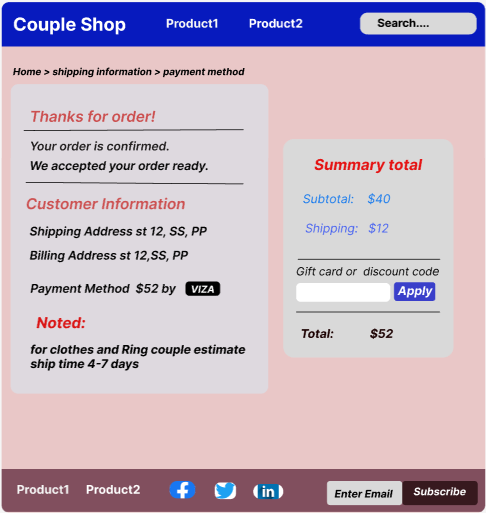 Couple Shop Product1 Product2 Search....
Home > shipping information > payment method
Thanks for order!
Your order is confirmed.
We accepted your order ready.
Customer Information
Shipping Address st 12, SS, PP
Billing Address st 12,SS, PP
Payment Method $52 by VIZA
Noted:
for clothes and Ring couple estimate
ship time 4-7 days
Summary total
Subtotal: $40
Shipping: $12
Gift card or discount code
Apply
Total: $52
Product1 Product2 in Enter Email Subscribe